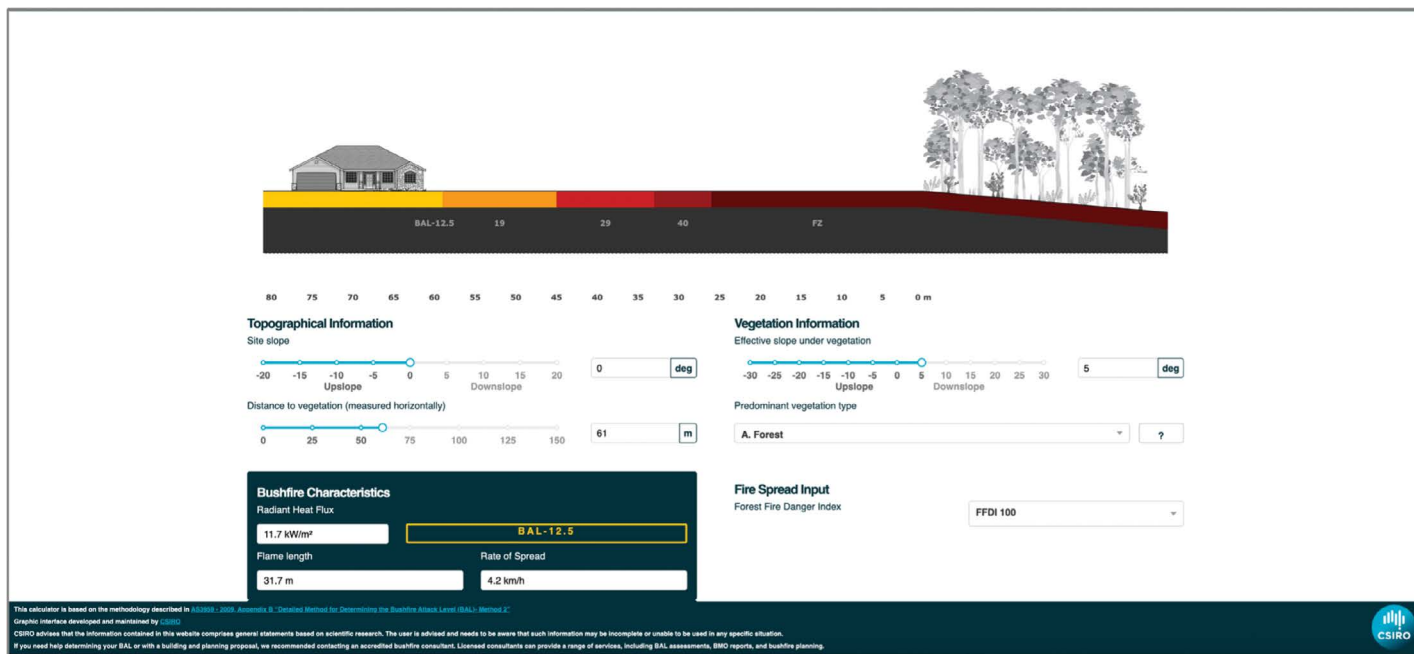 BAL-12.5 19 29 40 FZ
80 75 70 65 60 55 50 45 40 35 30 25 20 15 10 5 0 m
Topographical Information
Site slope
-20 -15 -10 -5 0 5 10 15 20
Upslope Downslope
0 deg
Distance to vegetation (measured horizontally)
0 25 50 75 100 125 150
61 m
Vegetation Information
Effective slope under vegetation
-30 -25 -20 -15 -10 -5 0 5 10 15 20 25 30
Upslope Downslope
5 deg
Predominant vegetation type
A. Forest ?
Bushfire Characteristics
Radiant Heat Flux
11.7 kW/m² BAL-12.5
Flame length Rate of Spread
31.7 m 4.2 km/h
Fire Spread Input
Forest Fire Danger Index FFDI 100
This calculator is based on the methodology described in AS3959 - 2009, Appendix B "Detailed Method for Determining the Bushfire Attack Level (BAL)- Method 2"
Graphic interface developed and maintained by CSIRO
CSIRO advises that the information contained in this website comprises general statements based on scientific research. The user is advised and needs to be aware that such information may be incomplete or unable to be used in any specific situation.
If you need help determining your BAL or with a building and planning proposal, we recommended contacting an accredited bushfire consultant. Licensed consultants can provide a range of services, including BAL assessments, BMO reports, and bushfire planning.
CSIRO